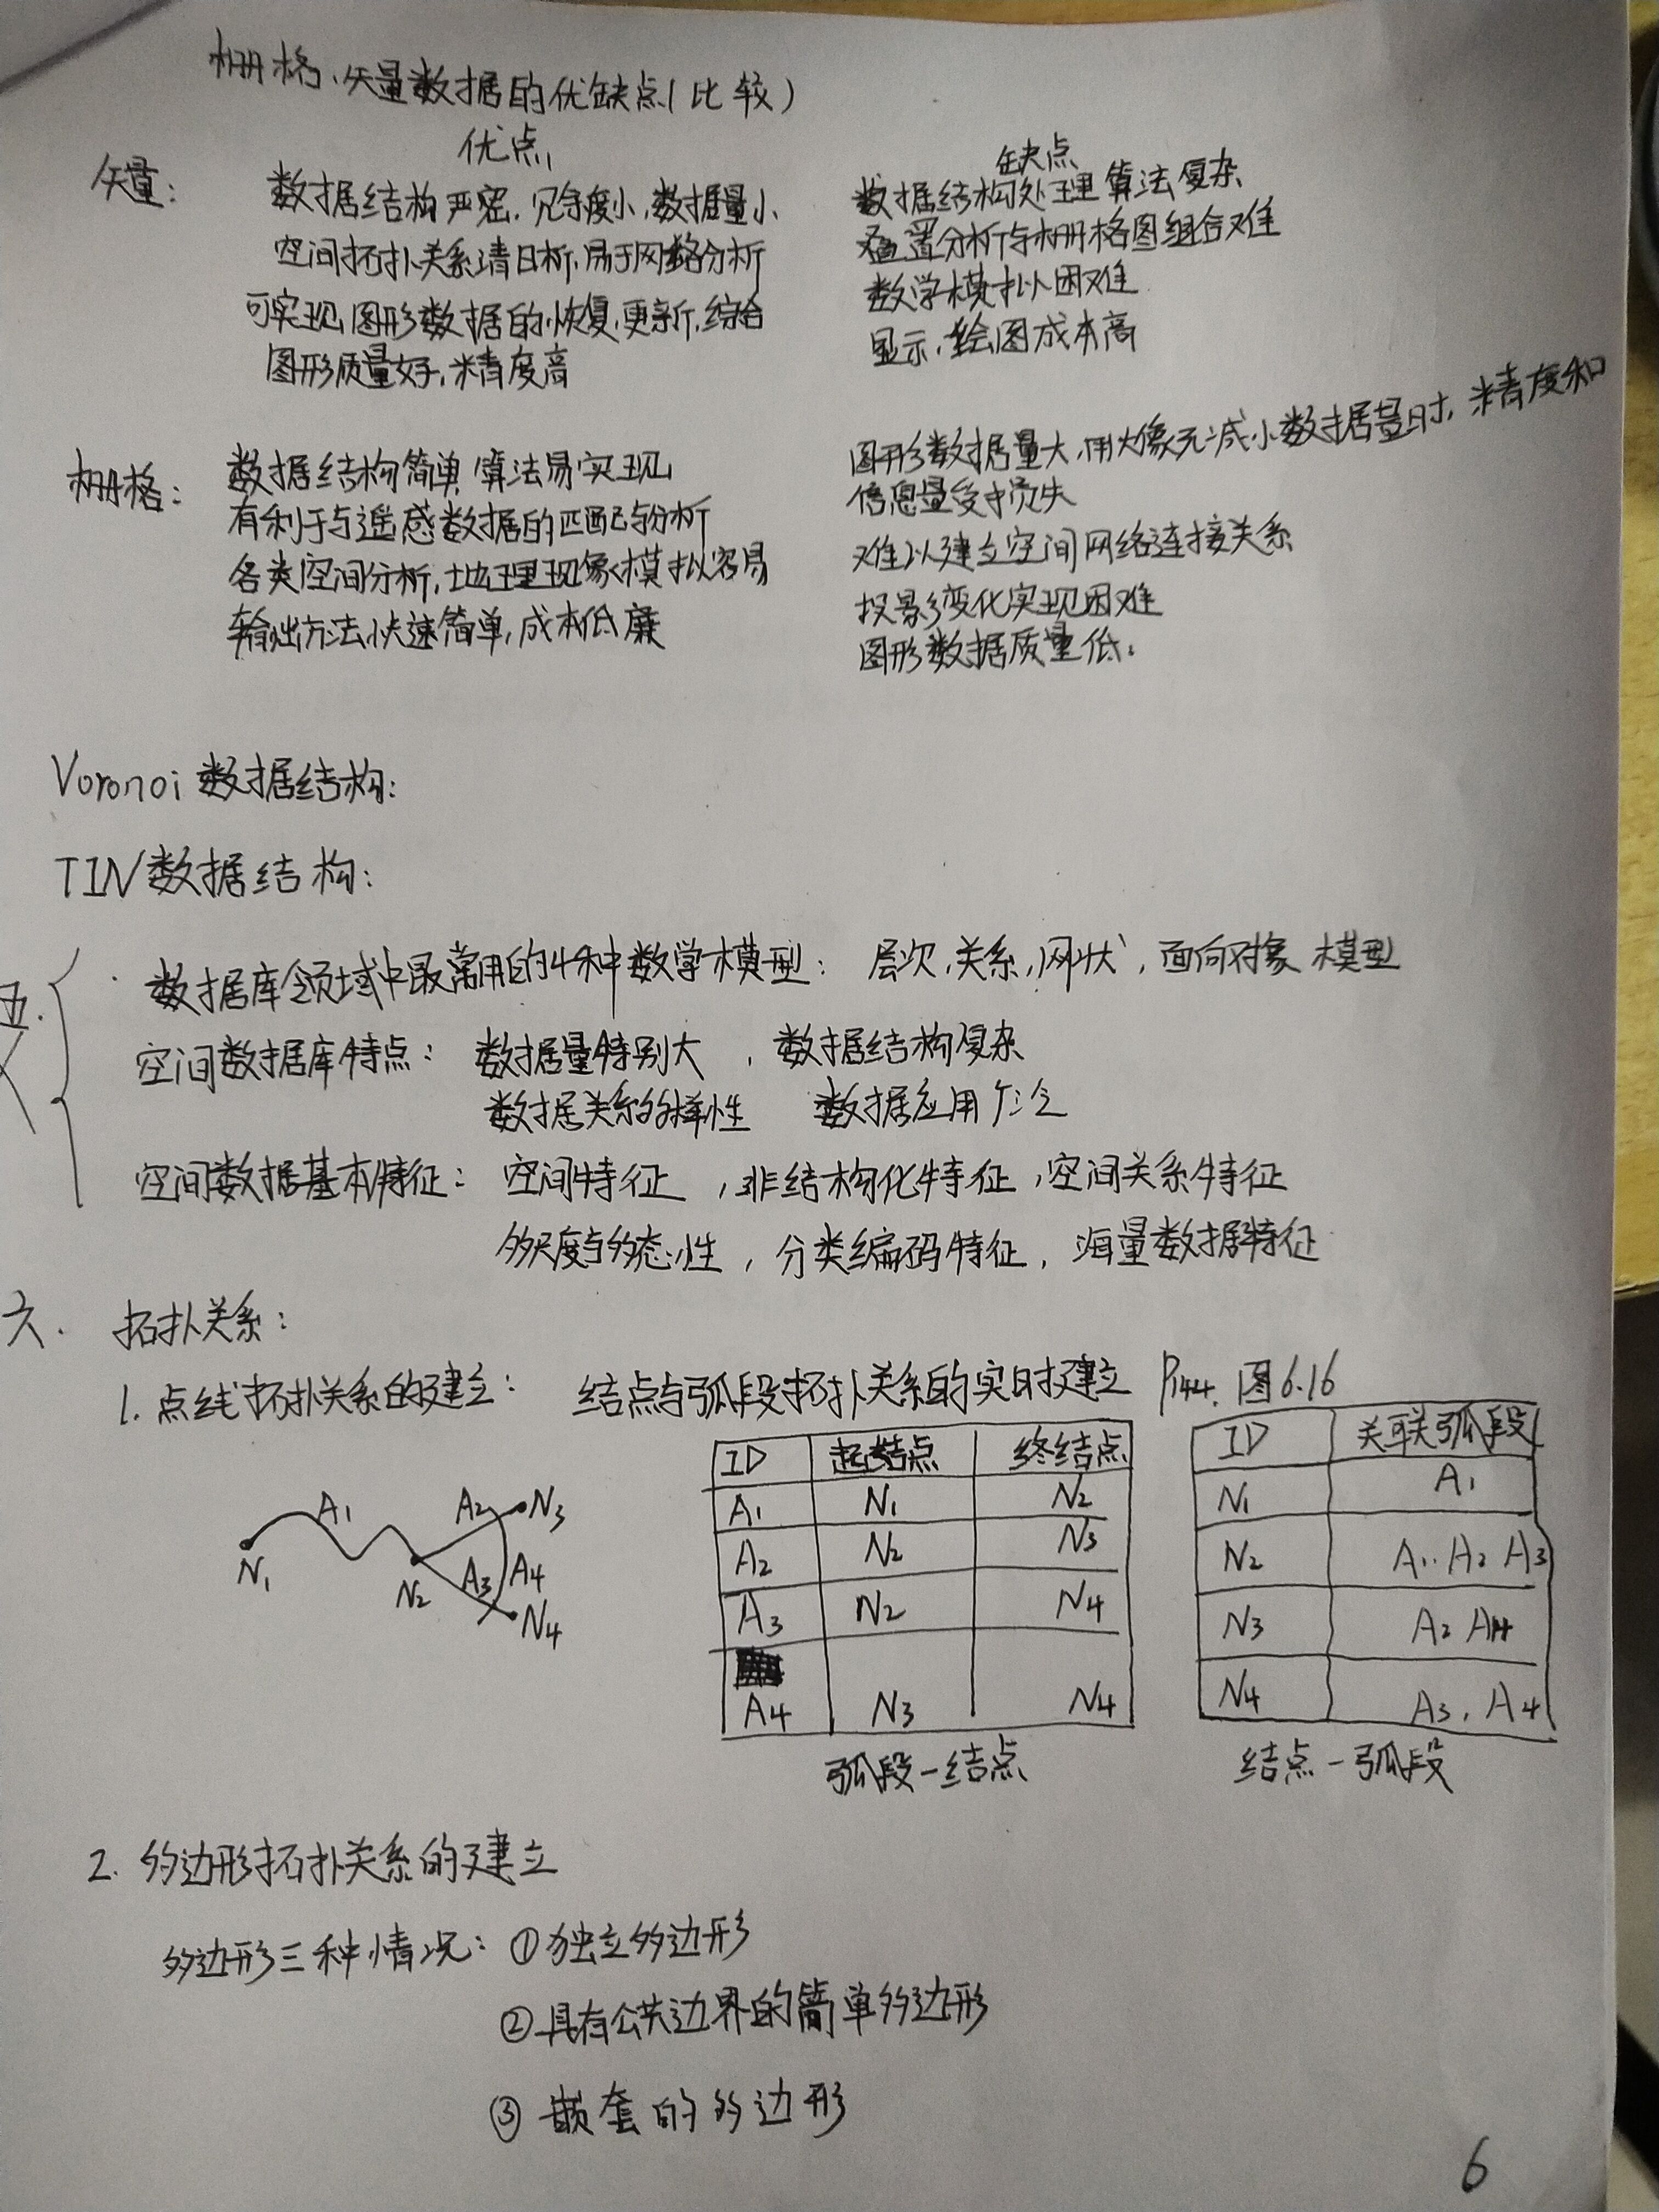 栅格、矢量数据的优缺点(比较)
优点
缺点
矢量:
数据结构严密,冗余度小,数据量小
空间拓扑关系清晰,易于网络分析
可实现图形数据的恢复,更新,综合
图形质量好,精度高
数据结构处理算法复杂
叠置分析与栅格图组合难
数学模拟困难
显示,绘图成本高
栅格:
数据结构简单,算法易实现
有利于与遥感数据的匹配与分析
各类空间分析,地理现象模拟容易
输出方法快速简单,成本低廉
图形数据量大,用大像元减小数据量时,精度和
信息量受损失
难以建立空间网络连接关系
投影变化实现困难
图形数据质量低。
Voronoi数据结构:
TIN数据结构:
五.
数据库领域中最常用的4种数学模型: 层次,关系,网状,面向对象 模型
空间数据库特点: 数据量特别大 , 数据结构复杂
数据关系多样性 数据应用广泛
空间数据基本特征: 空间特征 ,非结构化特征,空间关系特征
多尺度与多态性,分类编码特征,海量数据特征
六. 拓扑关系:
1.点线拓扑关系的建立: 结点与弧段拓扑关系的实时建立 P144.图6.16
A1 A2 N3
N1 N2 A3 A4
N4
ID 起结点 终结点
A1 N1 N2
A2 N2 N3
A3 N2 N4
A4 N3 N4
弧段-结点
ID 关联弧段
N1 A1
N2 A1. A2 A3
N3 A2 A4
N4 A3, A4
结点-弧段
2. 多边形拓扑关系的建立
多边形三种情况: ①独立多边形
②具有公共边界的简单多边形
③嵌套的多边形
6